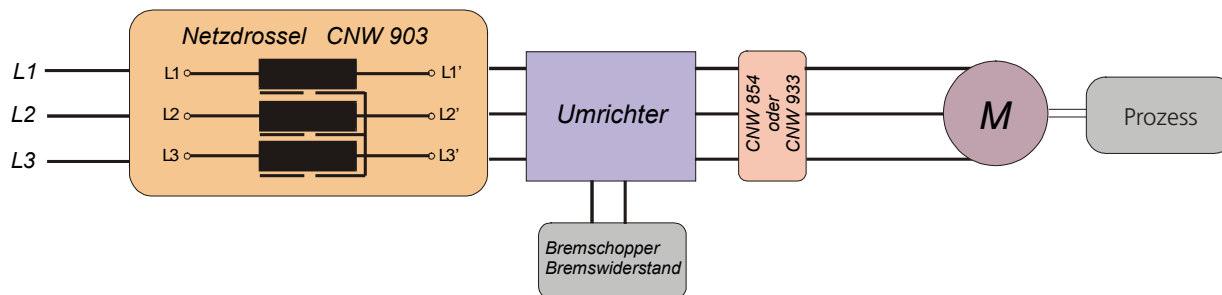 Netzdrossel CNW 903
L1
L2
L3
L1
L2
L3
L1'
L2'
L3'
Umrichter
CNW 854
oder
CNW 933
M
Prozess
Bremschopper
Bremswiderstand